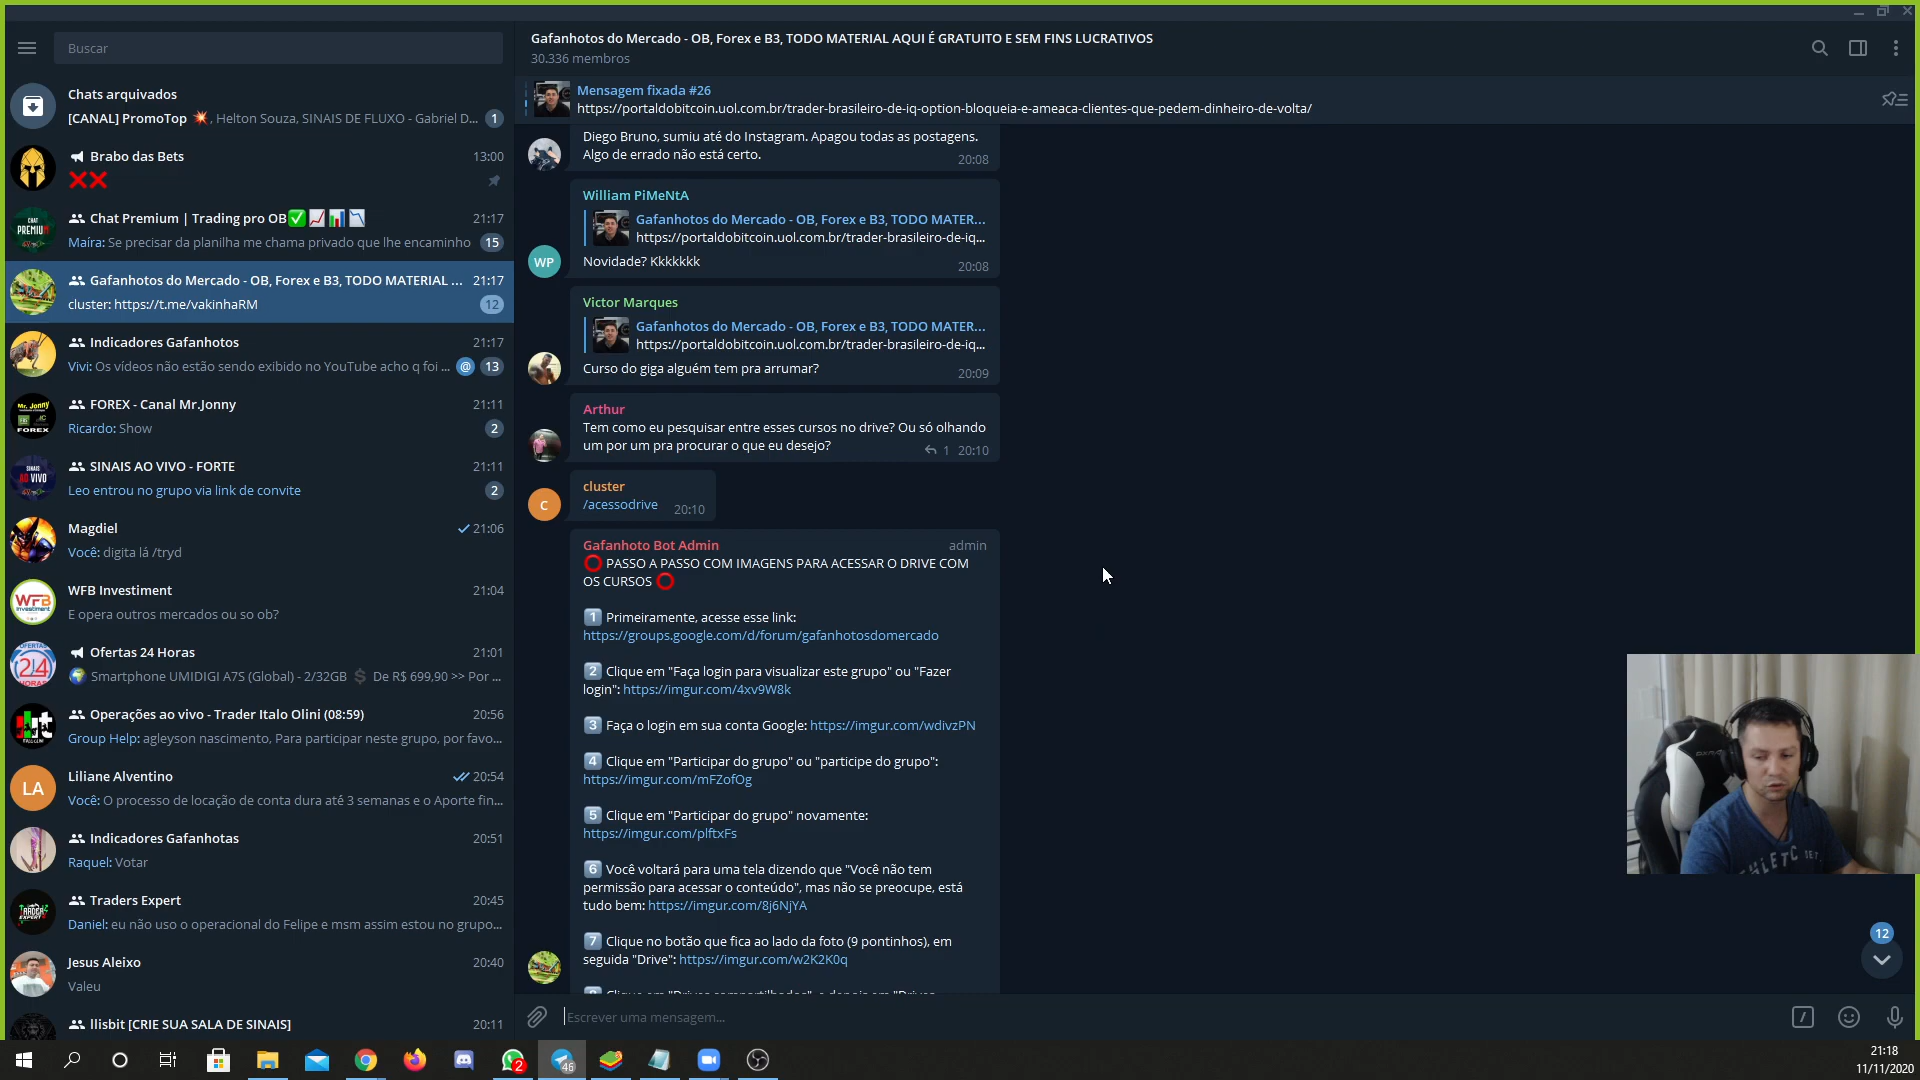 Buscar
Chats arquivados
[CANAL] PromoTop 💥, Helton Souza, SINAIS DE FLUXO - Gabriel D... 1
Brabo das Bets 13:00
❌❌
Chat Premium | Trading pro OB✅📈📊📉 21:17
Maíra: Se precisar da planilha me chama privado que lhe encaminho 15
Gafanhotos do Mercado - OB, Forex e B3, TODO MATERIAL ... 21:17
cluster: https://t.me/vakinhaRM 12
Indicadores Gafanhotos 21:17
Vivi: Os vídeos não estão sendo exibido no YouTube acho q foi ... @ 13
FOREX - Canal Mr.Jonny 21:11
Ricardo: Show 2
SINAIS AO VIVO - FORTE 21:11
Leo entrou no grupo via link de convite 2
Magdiel 21:06
Você: digita lá /tryd
WFB Investiment 21:04
E opera outros mercados ou so ob?
Ofertas 24 Horas 21:01
🌍 Smartphone UMIDIGI A7S (Global) - 2/32GB 💲 De R$ 699,90 >> Por ...
Operações ao vivo - Trader Italo Olini (08:59) 20:56
Group Help: agleyson nascimento, Para participar neste grupo, por favo...
LA
Liliane Alventino 20:54
Você: O processo de locação de conta dura até 3 semanas e o Aporte fin...
Indicadores Gafanhotas 20:51
Raquel: Votar
Traders Expert 20:45
Daniel: eu não uso o operacional do Felipe e msm assim estou no grupo...
Jesus Aleixo 20:40
Valeu
llisbit [CRIE SUA SALA DE SINAIS] 20:11
Gafanhotos do Mercado - OB, Forex e B3, TODO MATERIAL AQUI É GRATUITO E SEM FINS LUCRATIVOS
30.336 membros
Mensagem fixada #26
https://portaldobitcoin.uol.com.br/trader-brasileiro-de-iq-option-bloqueia-e-ameaca-clientes-que-pedem-dinheiro-de-volta/
Diego Bruno, sumiu até do Instagram. Apagou todas as postagens.
Algo de errado não está certo. 20:08
William PiMeNtA
Gafanhotos do Mercado - OB, Forex e B3, TODO MATER...
https://portaldobitcoin.uol.com.br/trader-brasileiro-de-iq...
WP
Novidade? Kkkkkkk 20:08
Victor Marques
Gafanhotos do Mercado - OB, Forex e B3, TODO MATER...
https://portaldobitcoin.uol.com.br/trader-brasileiro-de-iq...
Curso do giga alguém tem pra arrumar? 20:09
Arthur
Tem como eu pesquisar entre esses cursos no drive? Ou só olhando
um por um pra procurar o que eu desejo? 1 20:10
cluster
C
/acessodrive 20:10
Gafanhoto Bot Admin admin
⭕ PASSO A PASSO COM IMAGENS PARA ACESSAR O DRIVE COM
OS CURSOS ⭕
1️⃣ Primeiramente, acesse esse link:
https://groups.google.com/d/forum/gafanhotosdomercado
2️⃣ Clique em "Faça login para visualizar este grupo" ou "Fazer
login": https://imgur.com/4xv9W8k
3️⃣ Faça o login em sua conta Google: https://imgur.com/wdivzPN
4️⃣ Clique em "Participar do grupo" ou "participe do grupo":
https://imgur.com/mFZofOg
5️⃣ Clique em "Participar do grupo" novamente:
https://imgur.com/plftxFs
6️⃣ Você voltará para uma tela dizendo que "Você não tem
permissão para acessar o conteúdo", mas não se preocupe, está
tudo bem: https://imgur.com/8j6NjYA
7️⃣ Clique no botão que fica ao lado da foto (9 pontinhos), em
seguida "Drive": https://imgur.com/w2K2K0q
12
Escrever uma mensagem...
2
46
21:18
11/11/2020